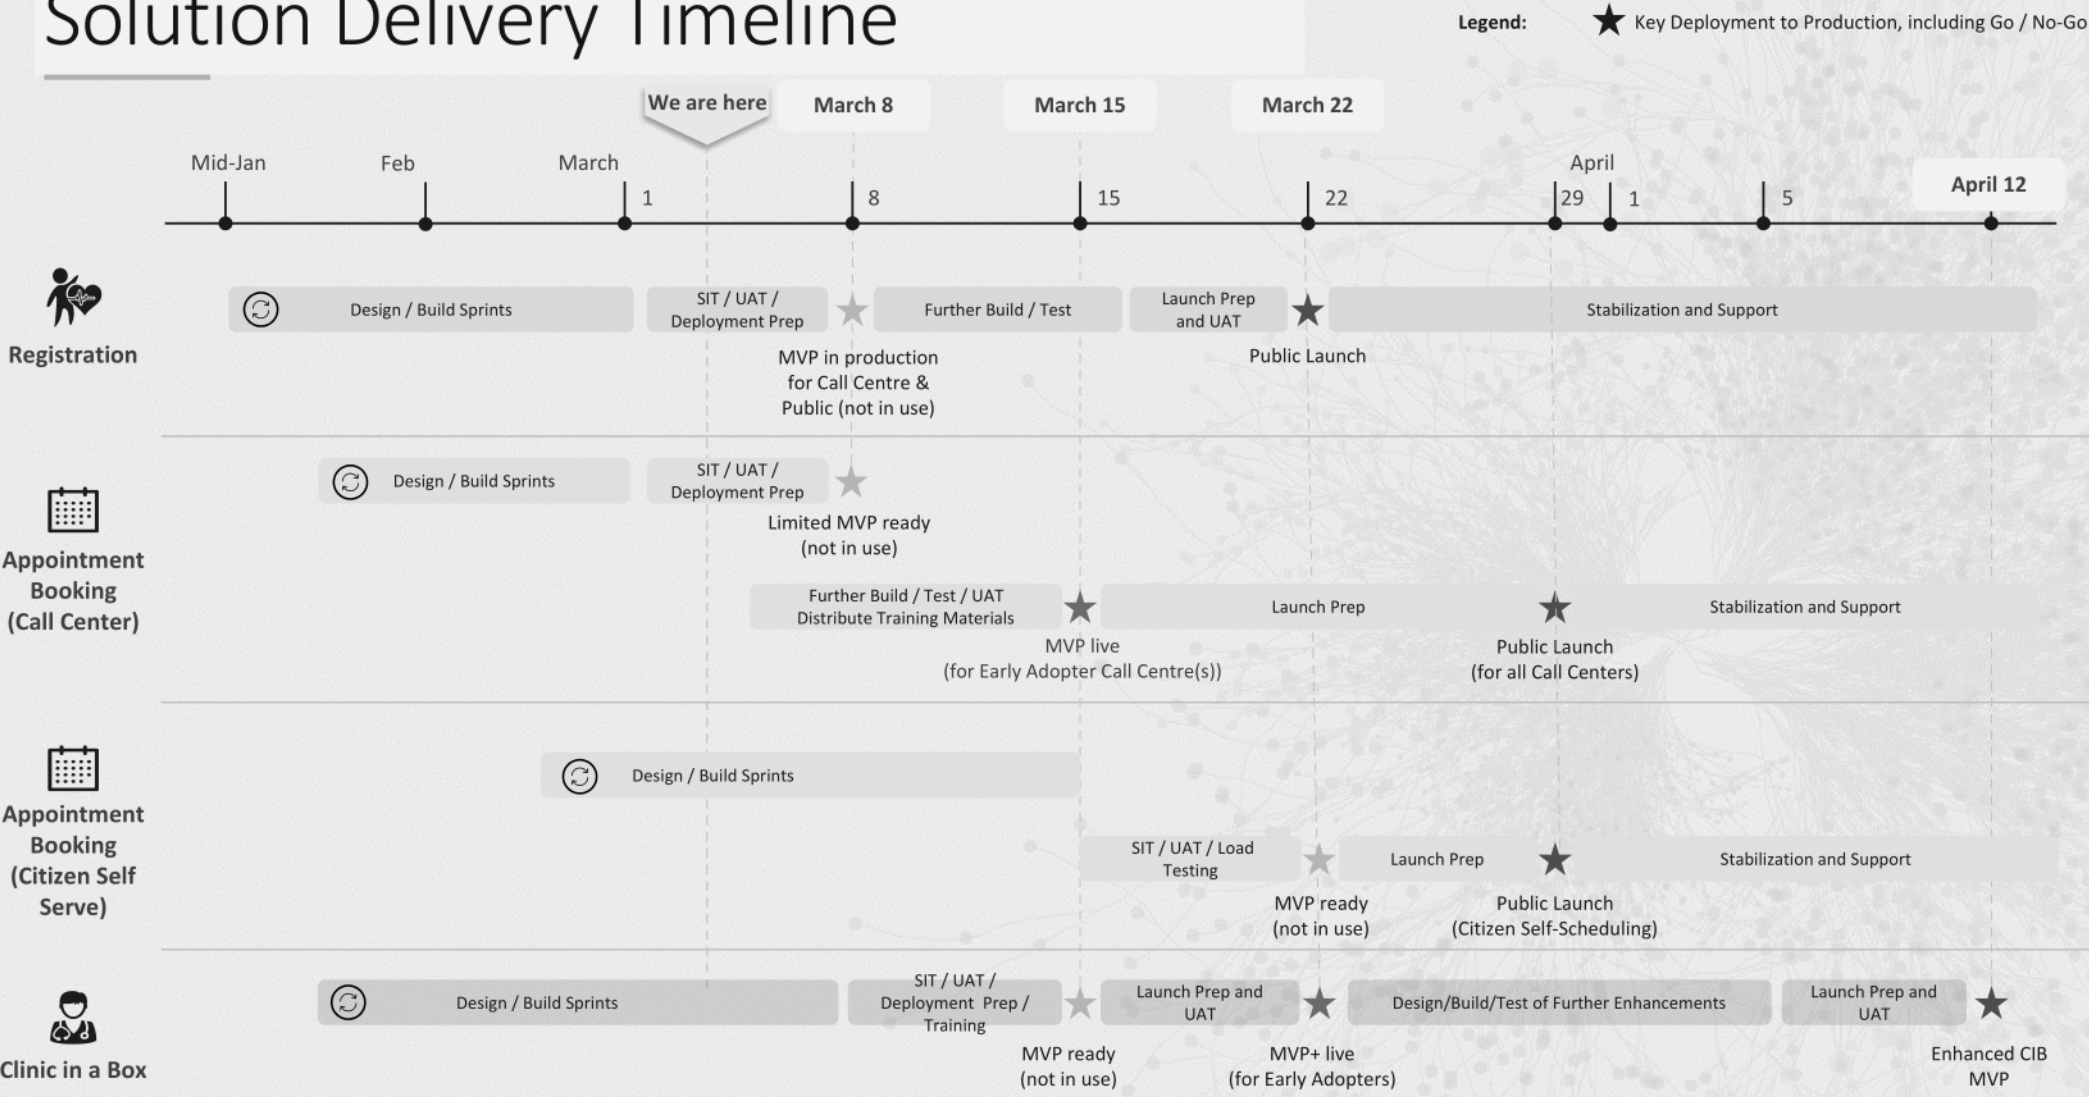 Solution Delivery Timeline
Legend:
Key Deployment to Production, including Go / No-Go
We are here
March 8
March 15
March 22
Mid-Jan
Feb
March
April
April 12
1
8
15
22
29
1
5
Registration
Design / Build Sprints
SIT / UAT /
Deployment Prep
Further Build / Test
Launch Prep
and UAT
Stabilization and Support
MVP in production
for Call Centre &
Public (not in use)
Public Launch
Appointment
Booking
(Call Center)
Design / Build Sprints
SIT / UAT /
Deployment Prep
Limited MVP ready
(not in use)
Further Build / Test / UAT
Distribute Training Materials
Launch Prep
Stabilization and Support
MVP live
(for Early Adopter Call Centre(s))
Public Launch
(for all Call Centers)
Appointment
Booking
(Citizen Self
Serve)
Design / Build Sprints
SIT / UAT / Load
Testing
Launch Prep
Stabilization and Support
MVP ready
(not in use)
Public Launch
(Citizen Self-Scheduling)
Clinic in a Box
Design / Build Sprints
SIT / UAT /
Deployment Prep /
Training
Launch Prep and
UAT
Design/Build/Test of Further Enhancements
Launch Prep and
UAT
MVP ready
(not in use)
MVP+ live
(for Early Adopters)
Enhanced CIB
MVP